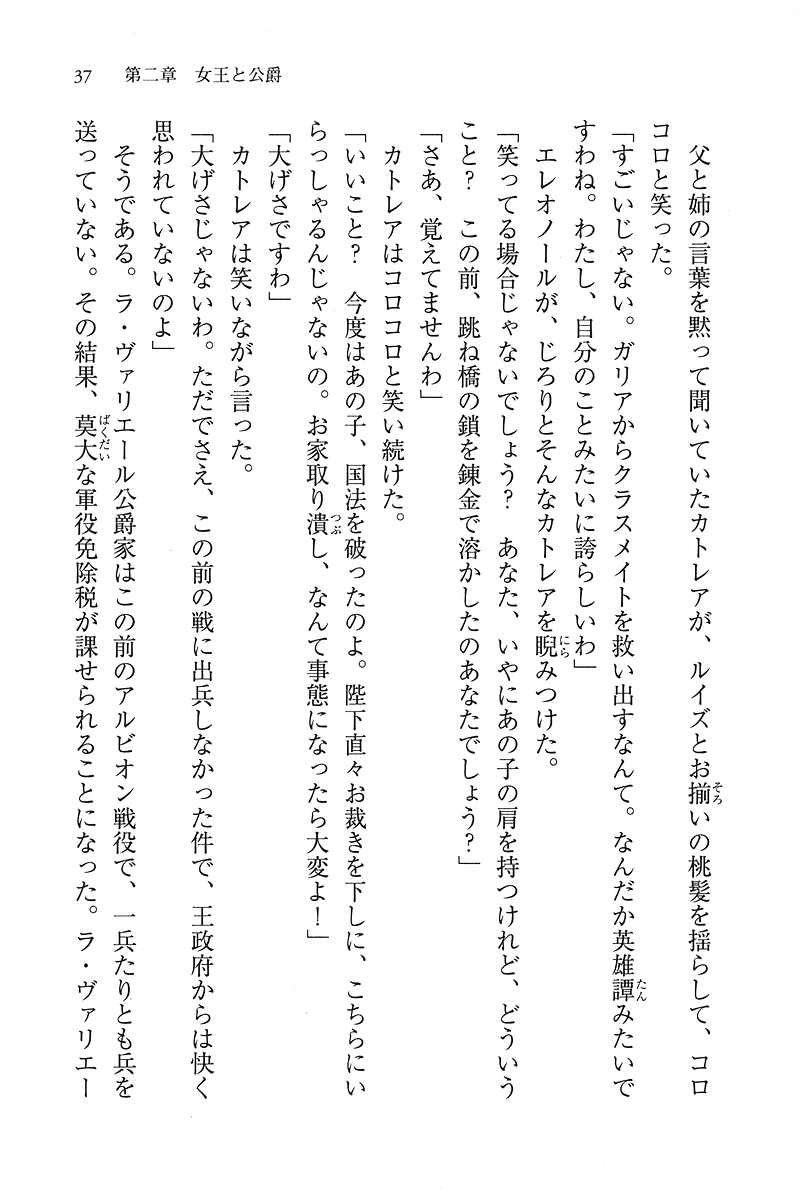 37　第二章　女王と公爵
　父と姉の言葉を黙って聞いていたカトレアが、ルイズとお揃いの桃髪を揺らして、コロ
コロと笑った。
「すごいじゃない。ガリアからクラスメイトを救い出すなんて。なんだか英雄譚みたいで
すわね。わたし、自分のことみたいに誇らしいわ」
　エレオノールが、じろりとそんなカトレアを睨みつけた。
「笑ってる場合じゃないでしょう？　あなた、いやにあの子の肩を持つけれど、どういう
こと？　この前、跳ね橋の鎖を錬金で溶かしたのあなたでしょう？」
「さあ、覚えてませんわ」
　カトレアはコロコロと笑い続けた。
「いいこと？　今度はあの子、国法を破ったのよ。陛下直々お裁きを下しに、こちらにい
らっしゃるんじゃないの。お家取り潰し、なんて事態になったら大変よ！」
「大げさですわ」
　カトレアは笑いながら言った。
「大げさじゃないわ。ただでさえ、この前の戦に出兵しなかった件で、王政府からは快く
思われていないのよ」
　そうである。ラ・ヴァリエール公爵家はこの前のアルビオン戦役で、一兵たりとも兵を
送っていない。その結果、莫大な軍役免除税が課せられることになった。ラ・ヴァリエー